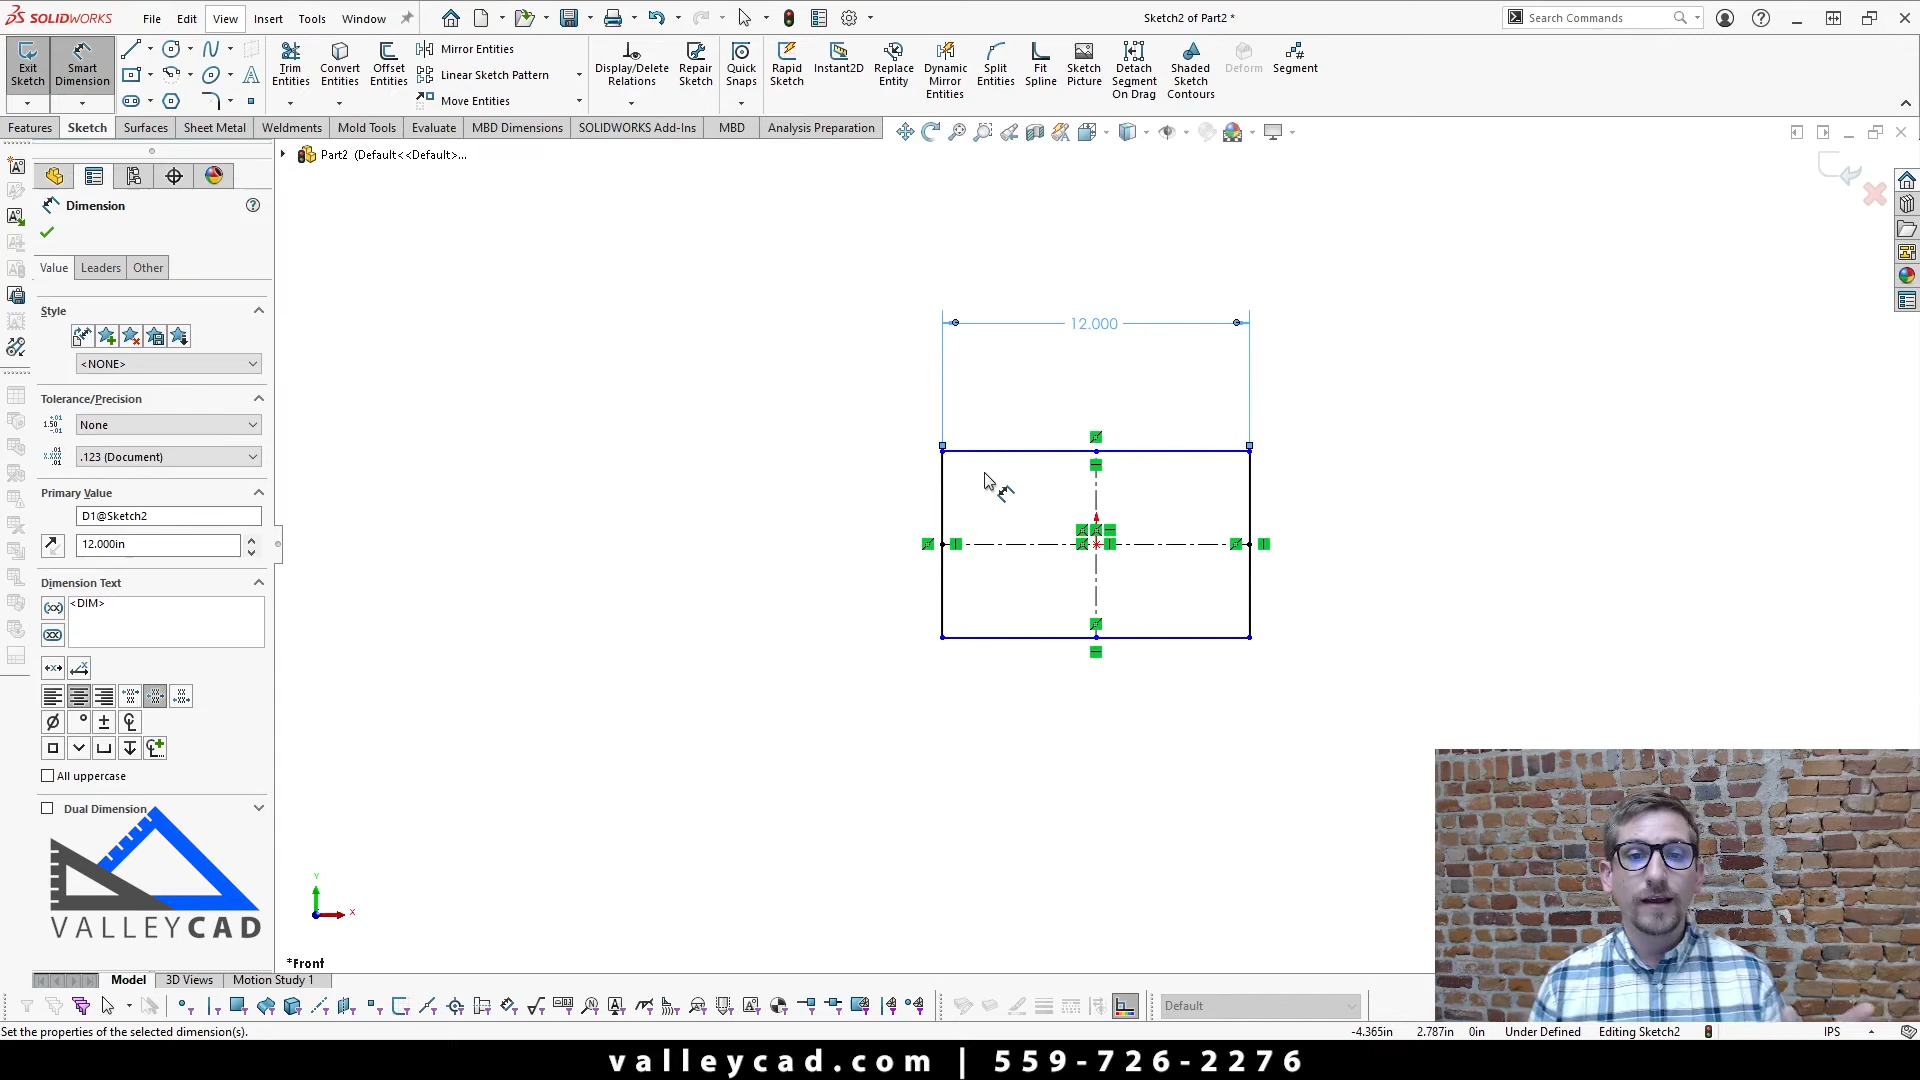 SOLIDWORKS File Edit View Insert Tools Window Sketch2 of Part2 * Search Commands
Exit Sketch
Smart Dimension
Trim Entities
Convert Entities
Offset Entities
Mirror Entities
Linear Sketch Pattern
Move Entities
Display/Delete Relations
Repair Sketch
Quick Snaps
Rapid Sketch
Instant2D
Replace Entity
Dynamic Mirror Entities
Split Entities
Fit Spline
Sketch Picture
Detach Segment On Drag
Shaded Sketch Contours
Deform
Segment
Features Sketch Surfaces Sheet Metal Weldments Mold Tools Evaluate MBD Dimensions SOLIDWORKS Add-Ins MBD Analysis Preparation
Part2 (Default<<Default>...
Dimension
Value Leaders Other
Style
<NONE>
Tolerance/Precision
None
.123 (Document)
Primary Value
D1@Sketch2
12.000in
Dimension Text
<DIM>
All uppercase
Dual Dimension
VALLEYCAD
12.000
Y
X
*Front
Model 3D Views Motion Study 1
Default
Set the properties of the selected dimension(s). -4.365in 2.787in 0in Under Defined Editing Sketch2 IPS
valleycad.com | 559-726-2276